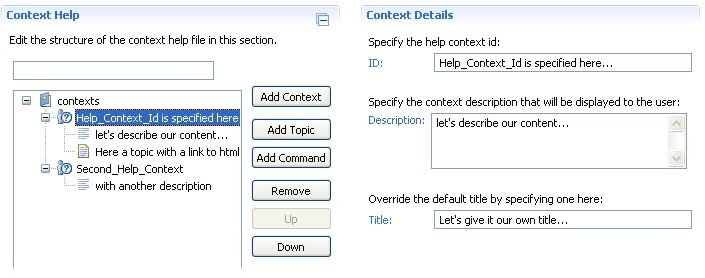 Context Help
Edit the structure of the context help file in this section.
contexts
Help_Context_Id is specified here
let's describe our content...
Here a topic with a link to html
Second_Help_Context
with another description
Add Context
Add Topic
Add Command
Remove
Up
Down
Context Details
Specify the help context id:
ID: Help_Context_Id is specified here...
Specify the context description that will be displayed to the user:
Description: let's describe our content...
Override the default title by specifying one here:
Title: Let's give it our own title...